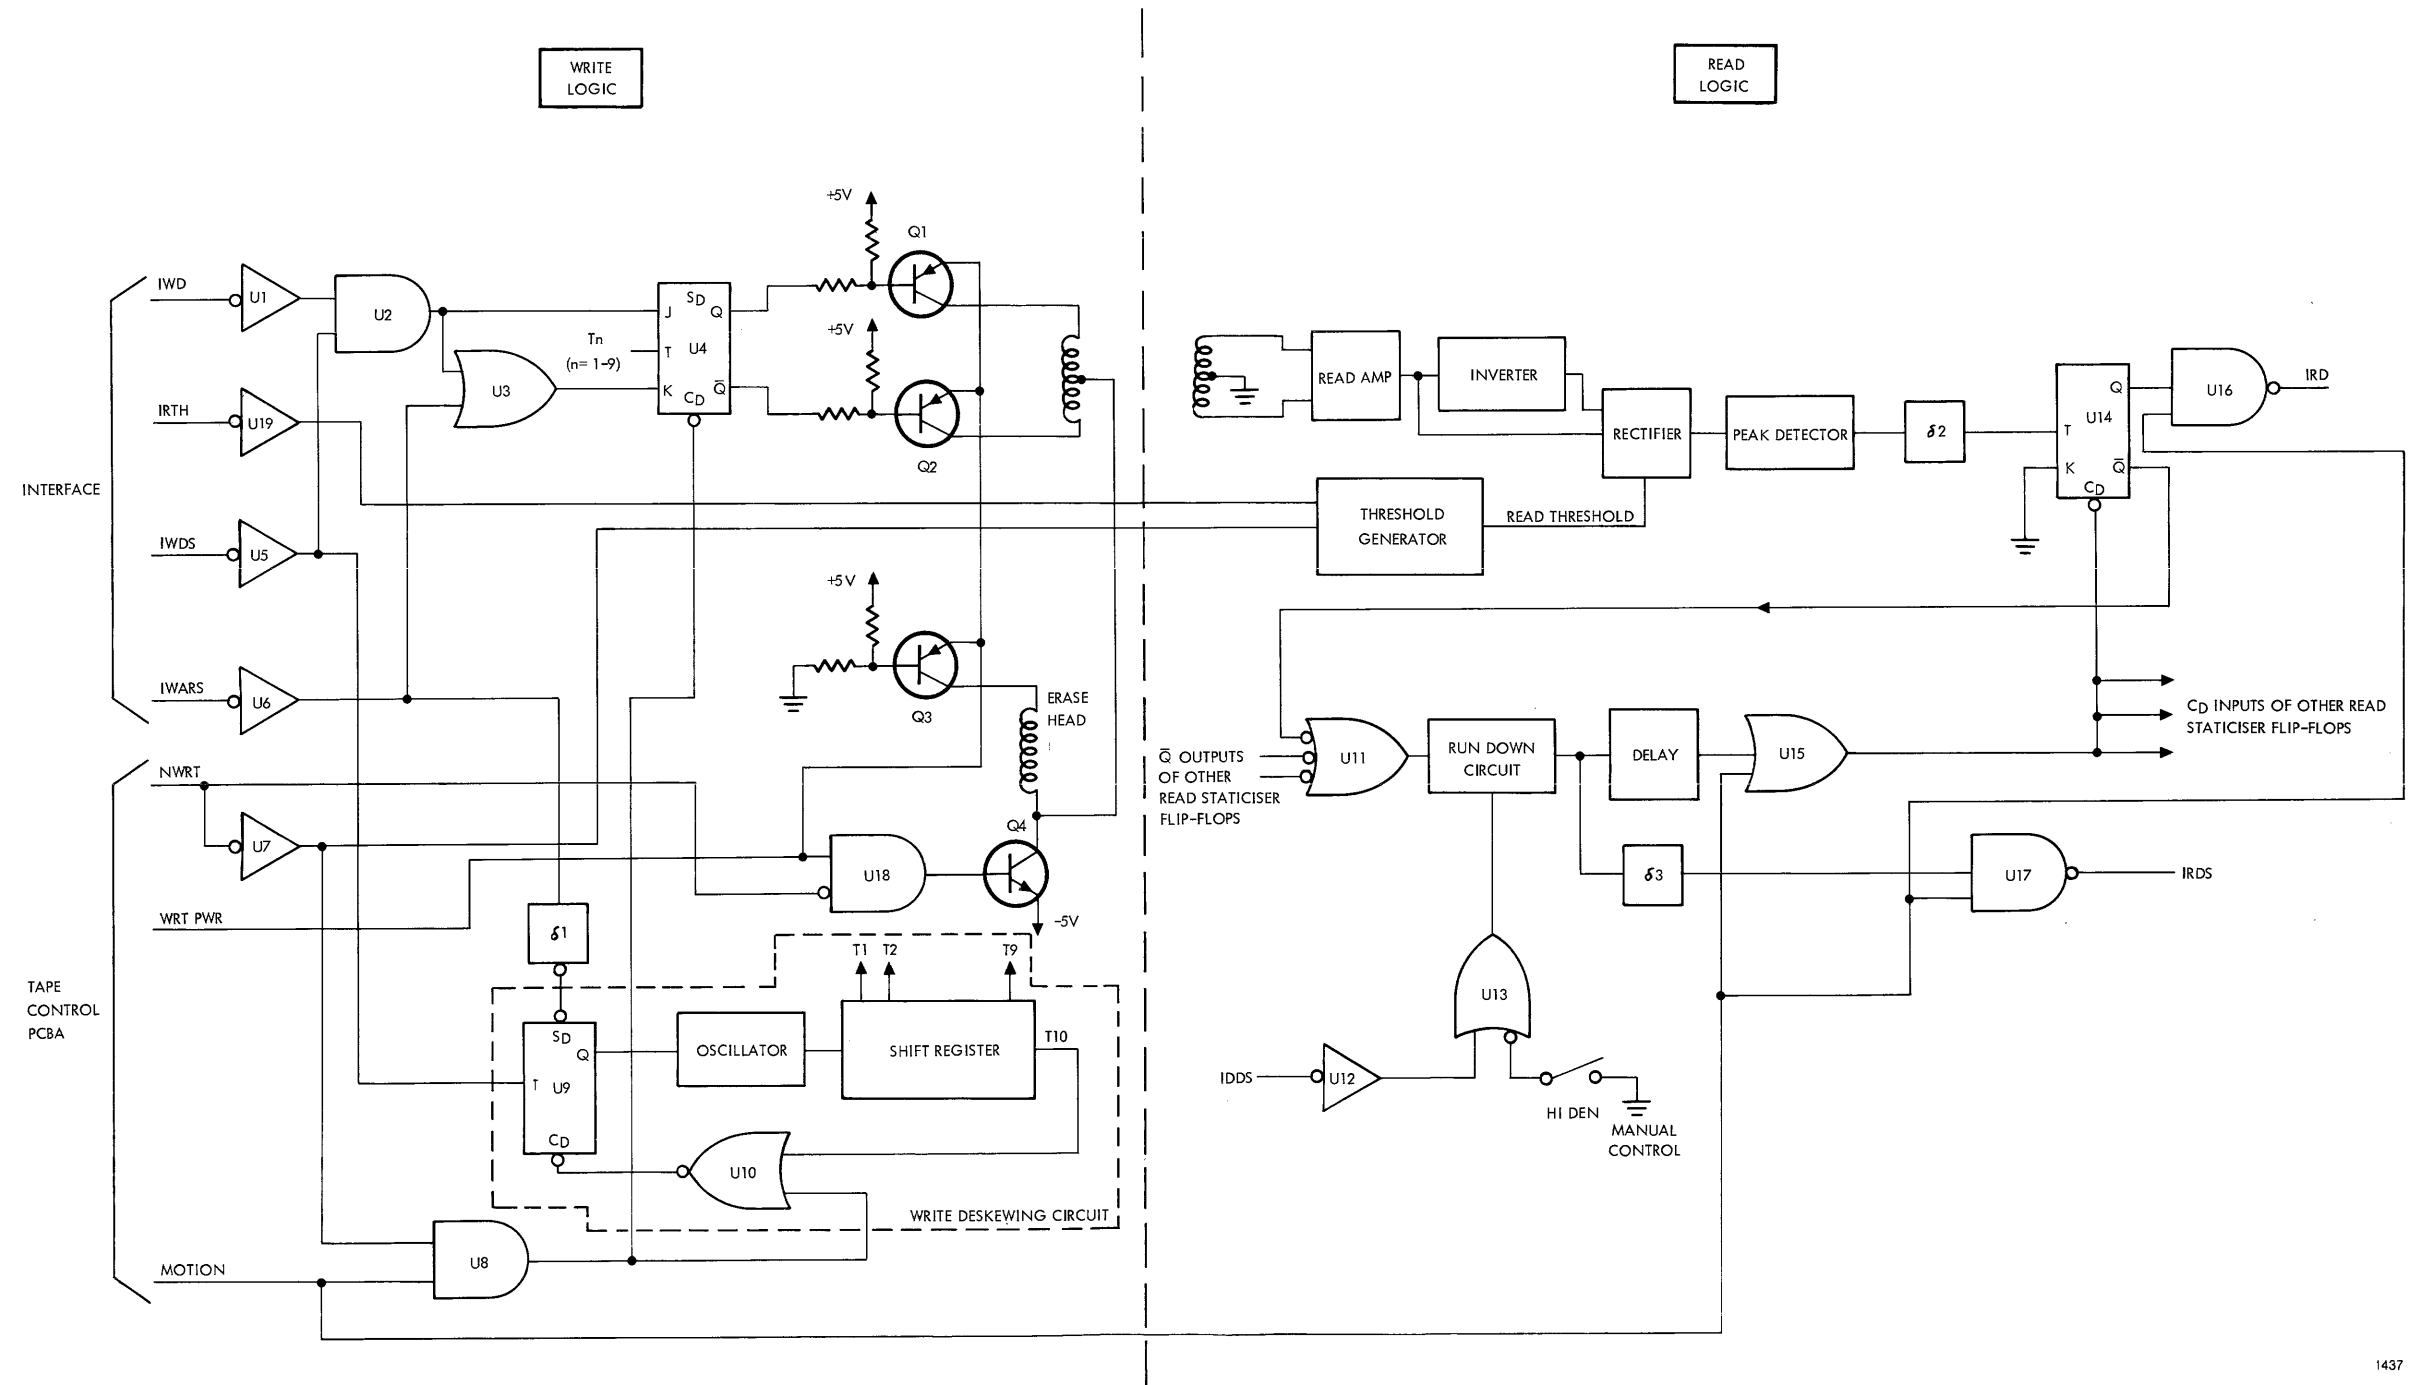 WRITE
LOGIC
READ
LOGIC
+5V
Q1
IWD
U1
U2
+5V
SD
J
Q
Tn
(n= 1-9)
T
U4
K
CD
Q̅
U3
IRTH
U19
Q2
READ AMP
INVERTER
RECTIFIER
PEAK DETECTOR
δ2
Q
U14
T
K
Q̅
CD
U16
IRD
INTERFACE
IWDS
U5
THRESHOLD
GENERATOR
READ THRESHOLD
+5V
Q3
ERASE
HEAD
IWARS
U6
NWRT
U7
WRT PWR
U18
Q4
-5V
Q̅ OUTPUTS
OF OTHER
READ STATICISER
FLIP-FLOPS
U11
RUN DOWN
CIRCUIT
DELAY
U15
CD INPUTS OF OTHER READ
STATICISER FLIP-FLOPS
δ3
U17
IRDS
δ1
T1 T2 T9
TAPE
CONTROL
PCBA
SD
Q
T U9
CD
OSCILLATOR
SHIFT REGISTER
T10
U10
WRITE DESKEWING CIRCUIT
U13
IDDS
U12
HI DEN
MANUAL
CONTROL
MOTION
U8
1437